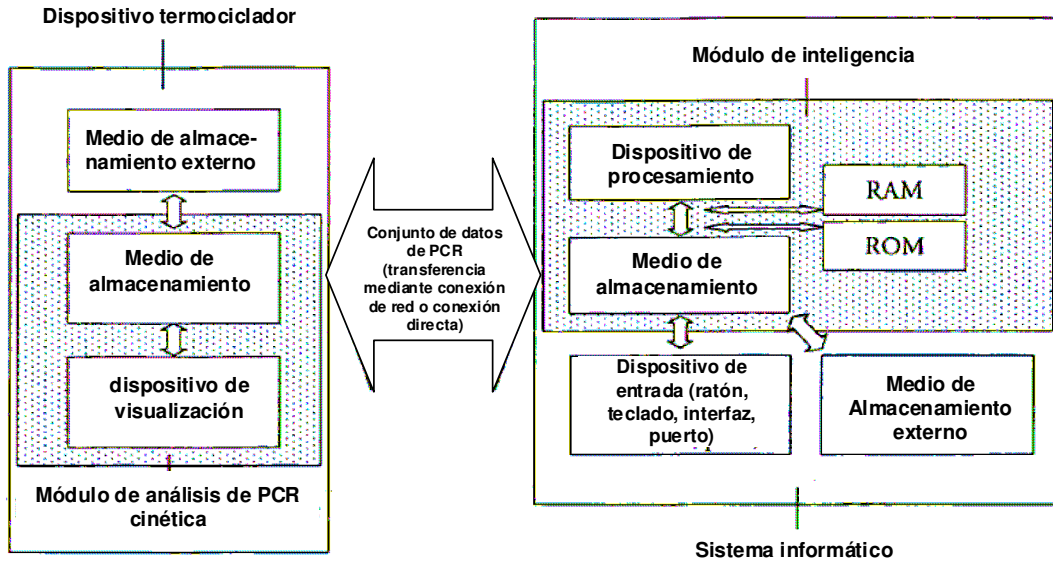 Dispositivo termociclador
Medio de almace-
namiento externo
Medio de
almacenamiento
dispositivo de
visualización
Módulo de análisis de PCR
cinética
Conjunto de datos
de PCR
(transferencia
mediante conexión
de red o conexión
directa)
Módulo de inteligencia
Dispositivo de
procesamiento
RAM
ROM
Medio de
almacenamiento
Dispositivo de
entrada (ratón,
teclado, interfaz,
puerto)
Medio de
Almacenamiento
externo
Sistema informático